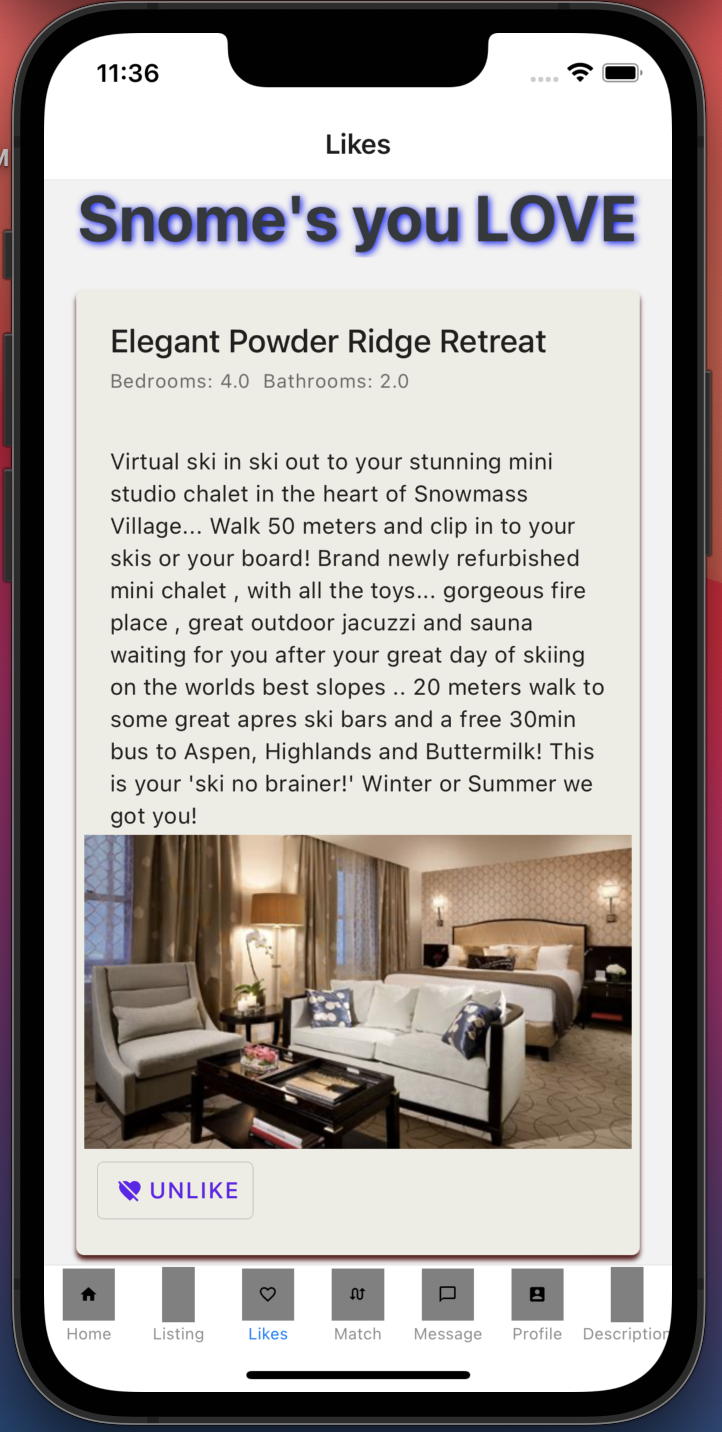 M
11:36
Likes
Snome's you LOVE
Elegant Powder Ridge Retreat
Bedrooms: 4.0 Bathrooms: 2.0
Virtual ski in ski out to your stunning mini
studio chalet in the heart of Snowmass
Village... Walk 50 meters and clip in to your
skis or your board! Brand newly refurbished
mini chalet , with all the toys... gorgeous fire
place , great outdoor jacuzzi and sauna
waiting for you after your great day of skiing
on the worlds best slopes .. 20 meters walk to
some great apres ski bars and a free 30min
bus to Aspen, Highlands and Buttermilk! This
is your 'ski no brainer!' Winter or Summer we
got you!
UNLIKE
Home Listing Likes Match Message Profile Description